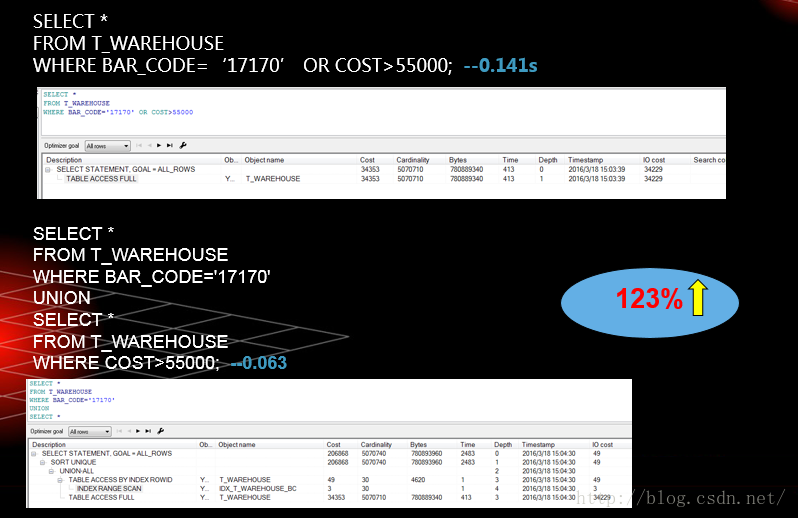 SELECT *
FROM T_WAREHOUSE
WHERE BAR_CODE= ‘17170’ OR COST>55000; --0.141s
SELECT *
FROM T_WAREHOUSE
WHERE BAR_CODE='17170' OR COST>55000
Optimizer goal All rows
Description Ob... Object name Cost Cardinality Bytes Time Depth Timestamp IO cost Search co
SELECT STATEMENT, GOAL = ALL_ROWS 34353 5070710 780889340 413 0 2016/3/18 15:03:39 34229
TABLE ACCESS FULL Y... T_WAREHOUSE 34353 5070710 780889340 413 1 2016/3/18 15:03:39 34229
SELECT *
FROM T_WAREHOUSE
WHERE BAR_CODE='17170'
UNION
SELECT *
FROM T_WAREHOUSE
WHERE COST>55000; --0.063
123%
SELECT *
FROM T_WAREHOUSE
WHERE BAR_CODE='17170'
UNION
SELECT *
Optimizer goal All rows
Description Ob... Object name Cost Cardinality Bytes Time Depth Timestamp IO cost
SELECT STATEMENT, GOAL = ALL_ROWS 206868 5070740 780893960 2483 0 2016/3/18 15:04:30 49
SORT UNIQUE 206868 5070740 780893960 2483 1 2016/3/18 15:04:30 49
UNION-ALL 2 2016/3/18 15:04:30
TABLE ACCESS BY INDEX ROWID Y... T_WAREHOUSE 49 30 4620 1 3 2016/3/18 15:04:30 49
INDEX RANGE SCAN Y... IDX_T_WAREHOUSE_BC 3 30 1 4 2016/3/18 15:04:30 3
TABLE ACCESS FULL Y... T_WAREHOUSE 34353 5070710 780889340 413 3 2016/3/18 15:04:30 34229
http://blog.csdn.net/